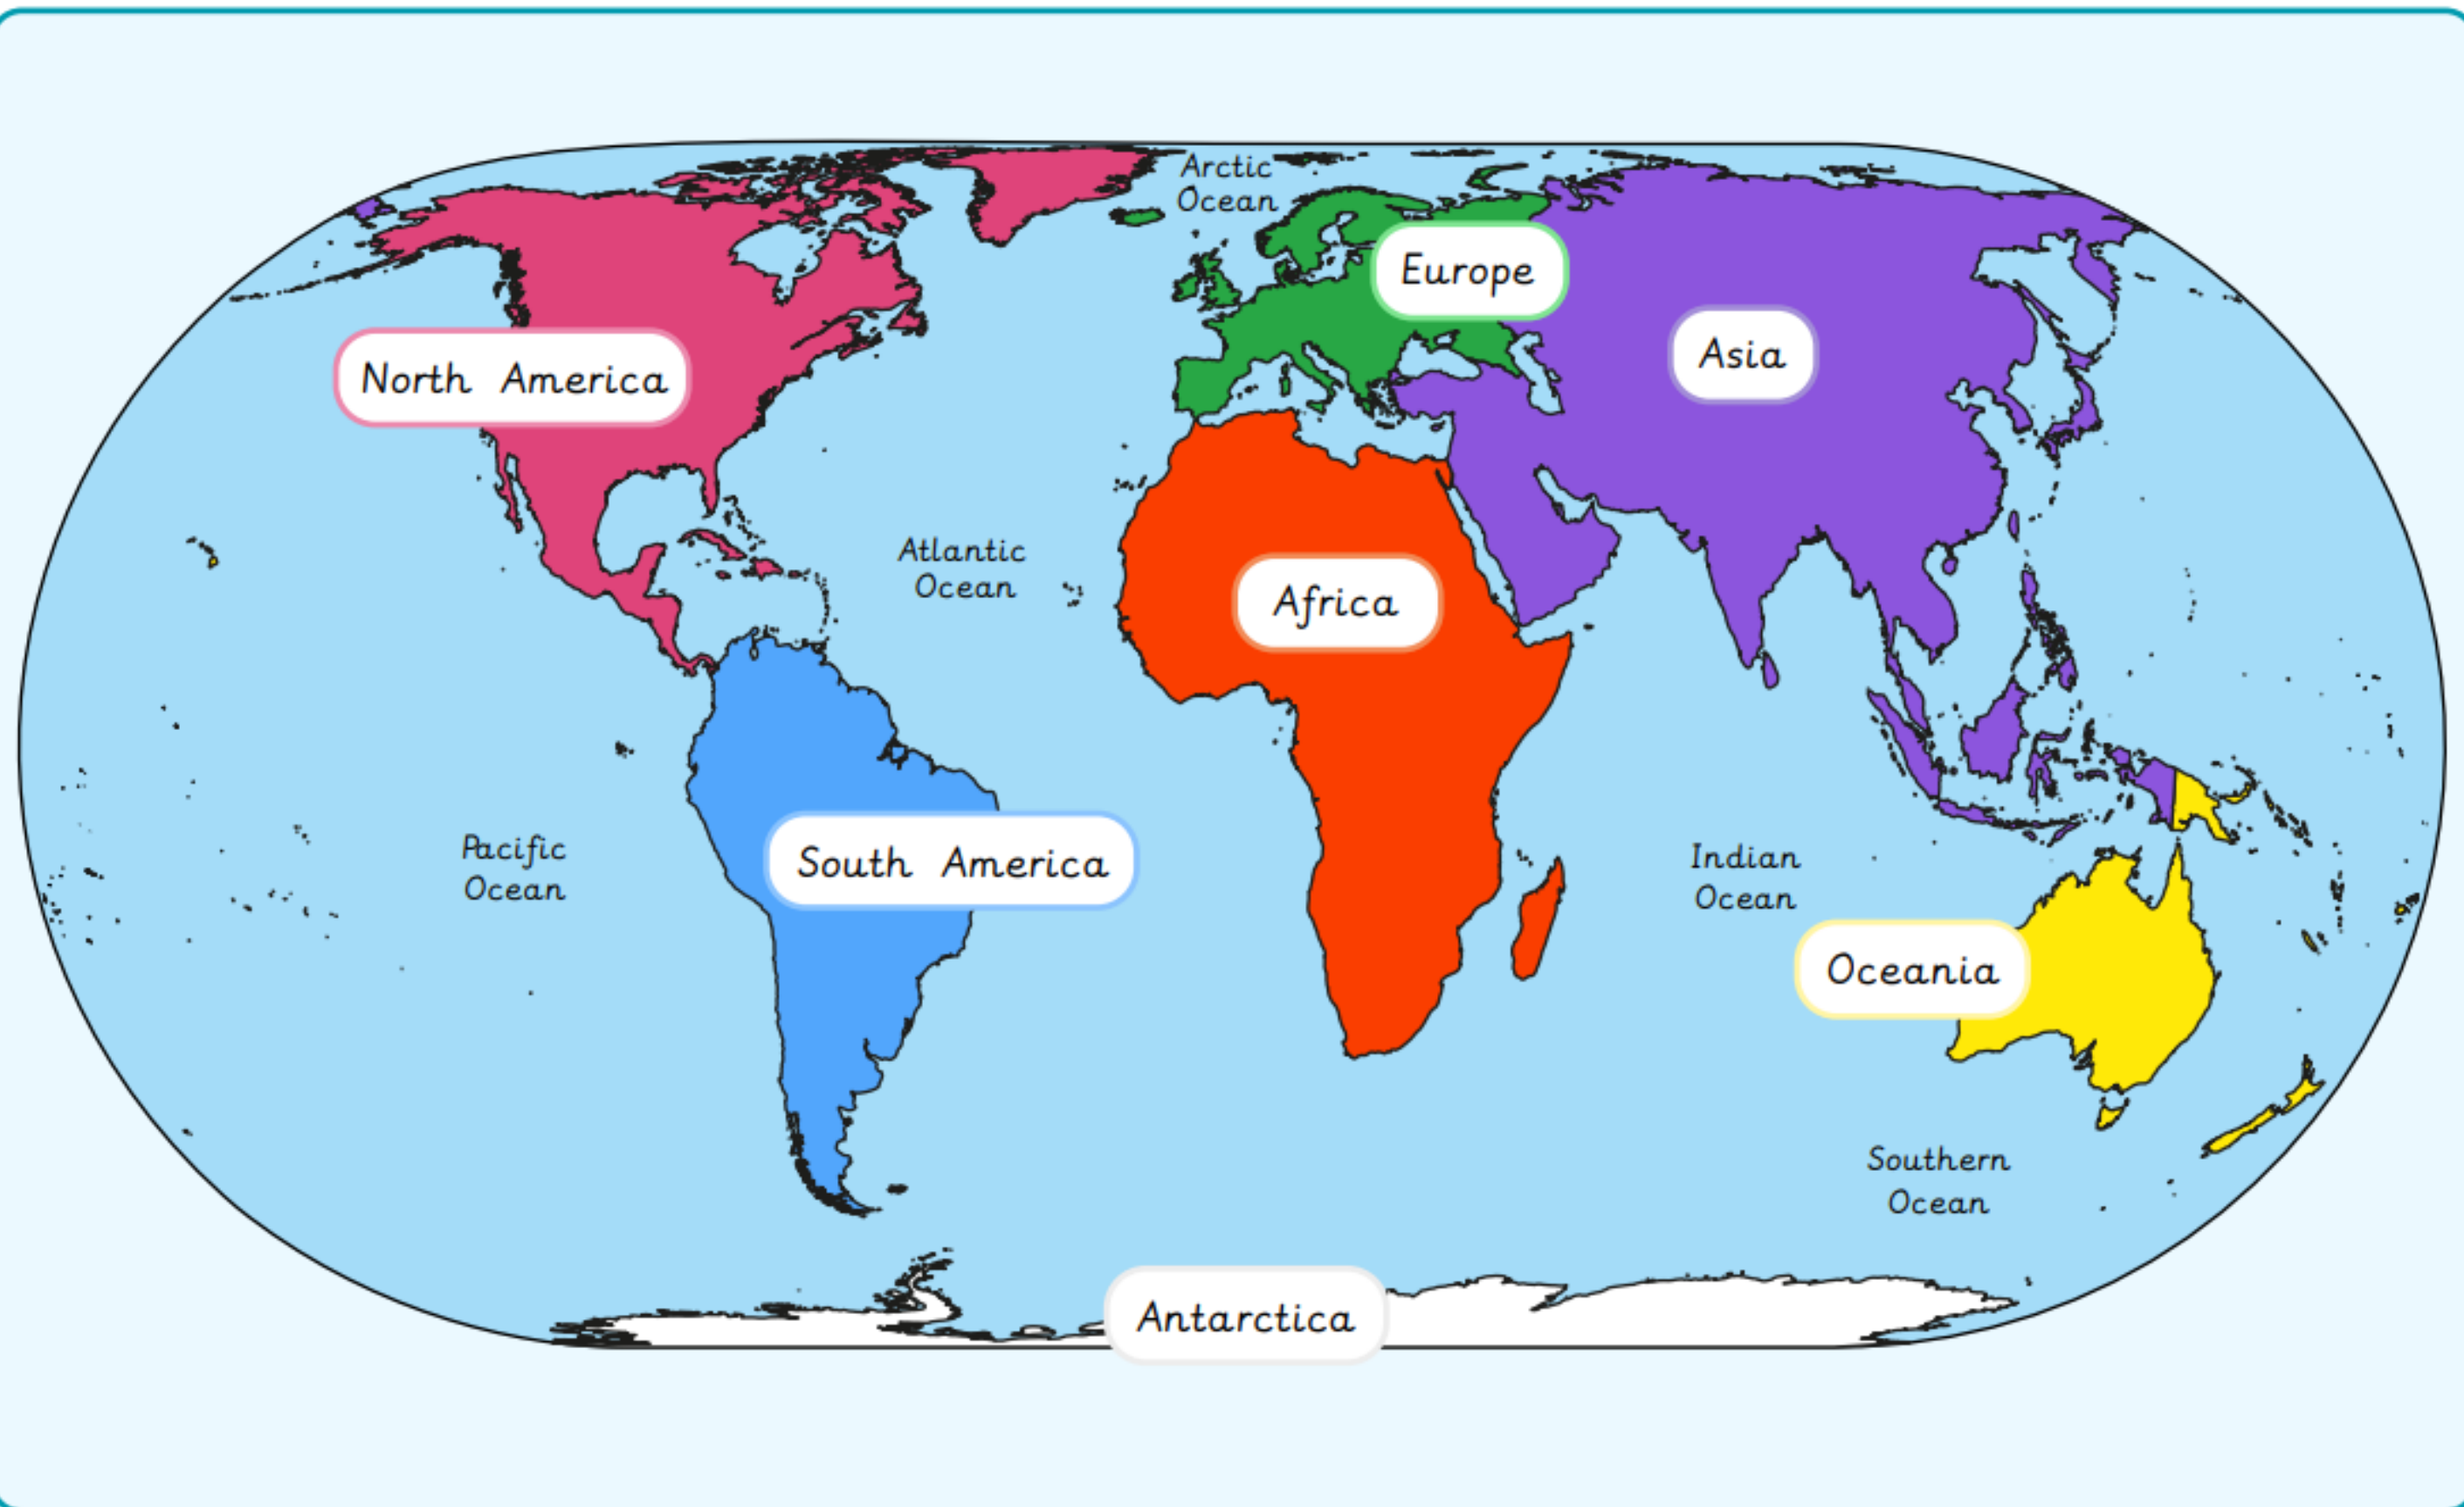 Arctic
Ocean
Europe
Asia
North America
Atlantic
Ocean
Africa
Pacific
Ocean
South America
Indian
Ocean
Oceania
Southern
Ocean
Antarctica